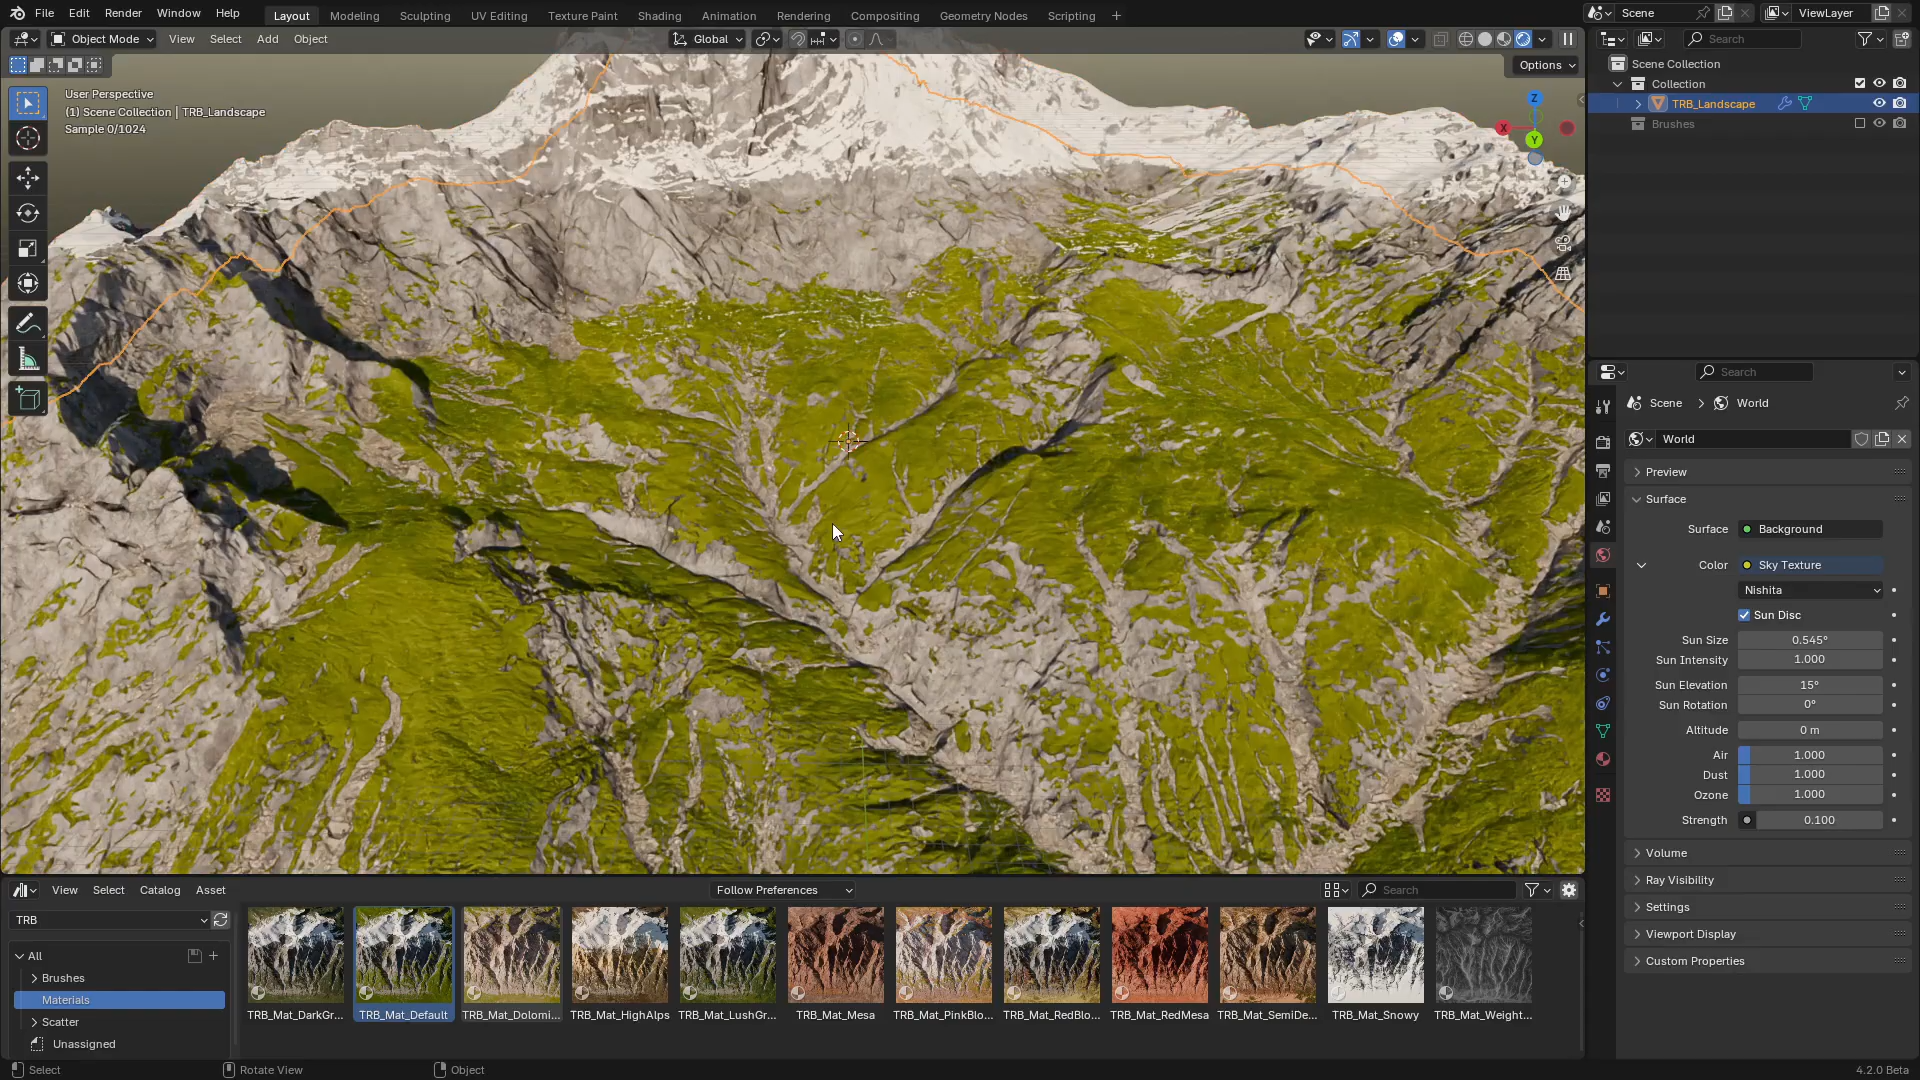 File Edit Render Window Help Layout Modeling Sculpting UV Editing Texture Paint Shading Animation Rendering Compositing Geometry Nodes Scripting + Scene ViewLayer
Object Mode View Select Add Object Global Search
Options
User Perspective
(1) Scene Collection | TRB_Landscape
Sample 0/1024
Z
X
Y
Scene Collection
Collection
TRB_Landscape
Brushes
Search
Scene > World
World
Preview
Surface
Surface Background
Color Sky Texture
Nishita
Sun Disc
Sun Size 0.545°
Sun Intensity 1.000
Sun Elevation 15°
Sun Rotation 0°
Altitude 0 m
Air 1.000
Dust 1.000
Ozone 1.000
Strength 0.100
Volume
Ray Visibility
Settings
Viewport Display
Custom Properties
View Select Catalog Asset Follow Preferences Search
TRB
All
Brushes
Materials
Scatter
Unassigned
TRB_Mat_DarkGr... TRB_Mat_Default TRB_Mat_Dolomi... TRB_Mat_HighAlps TRB_Mat_LushGr... TRB_Mat_Mesa TRB_Mat_PinkBlo... TRB_Mat_RedBlo... TRB_Mat_RedMesa TRB_Mat_SemiDe... TRB_Mat_Snowy TRB_Mat_Weight...
Select Rotate View Object 4.2.0 Beta